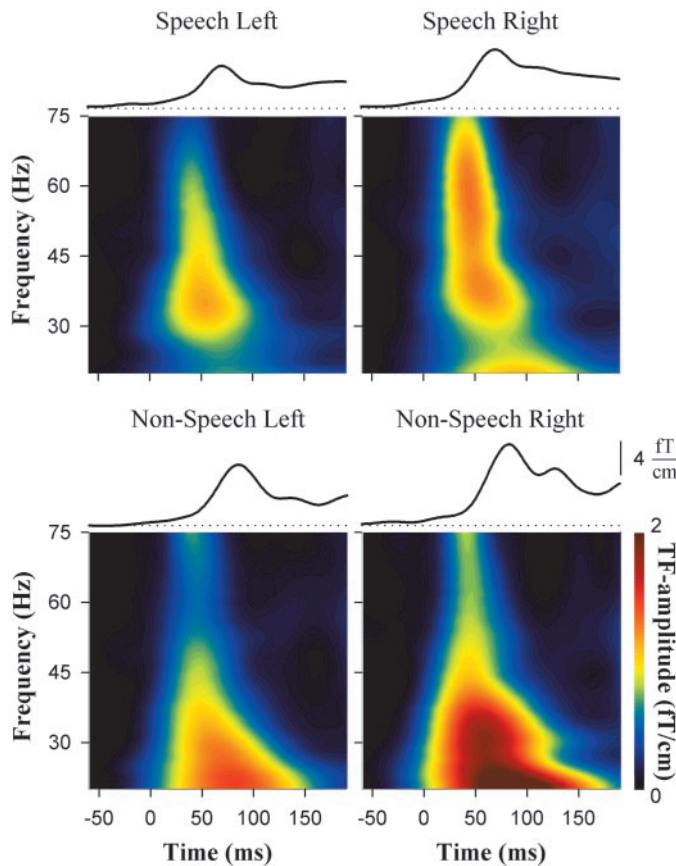 Speech Left
Speech Right
75
60
45
30
Frequency (Hz)
Non-Speech Left
Non-Speech Right
4 fT
cm
75
60
45
30
Frequency (Hz)
2
0
TF-amplitude (fT/cm)
-50 0 50 100 150
-50 0 50 100 150
Time (ms)
Time (ms)